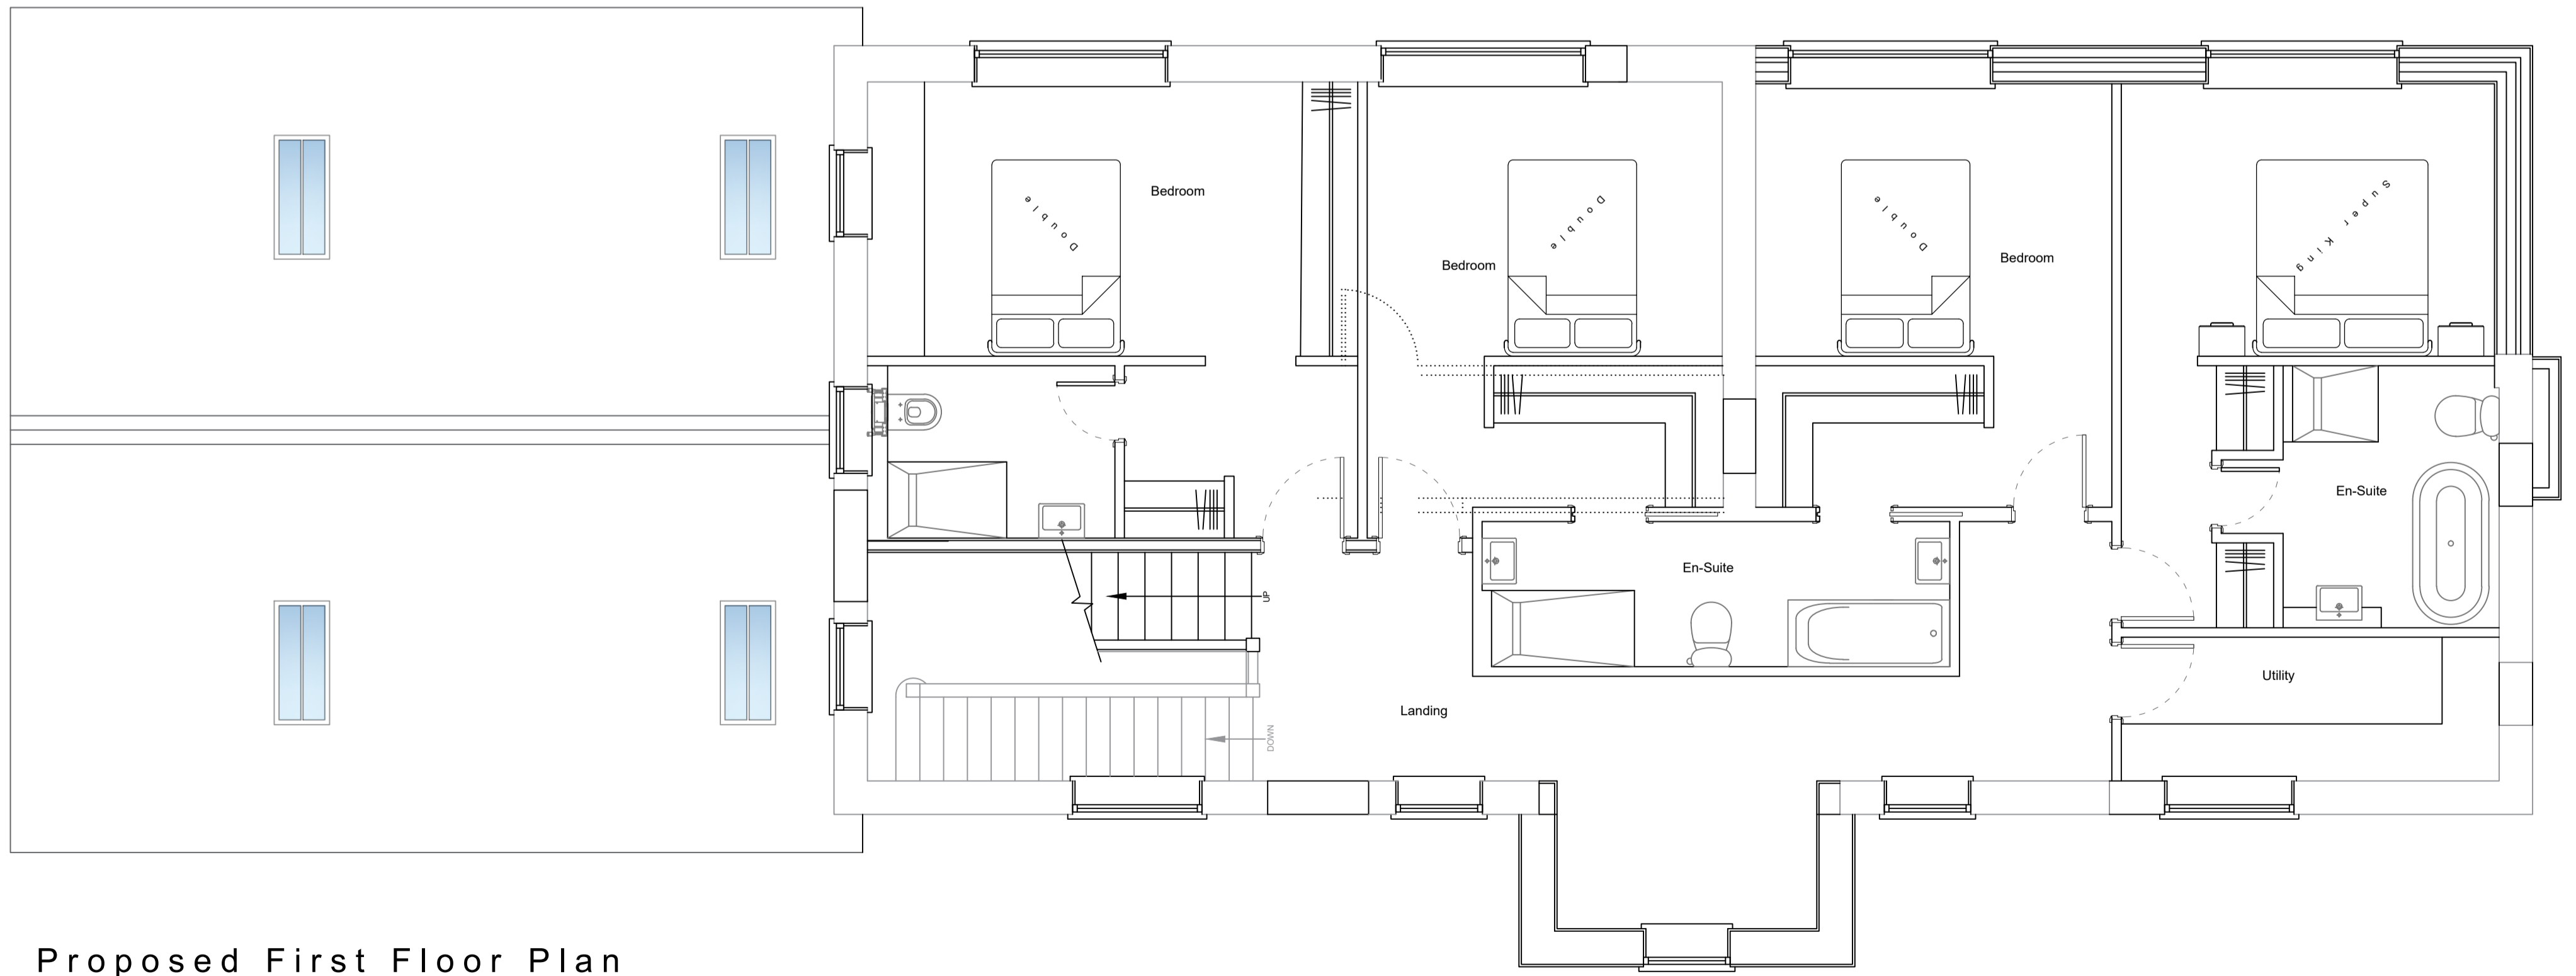 Bedroom
Double
Bedroom
Double
Bedroom
Double
Super King
En-Suite
En-Suite
UP
Utility
Landing
DOWN
Proposed First Floor Plan